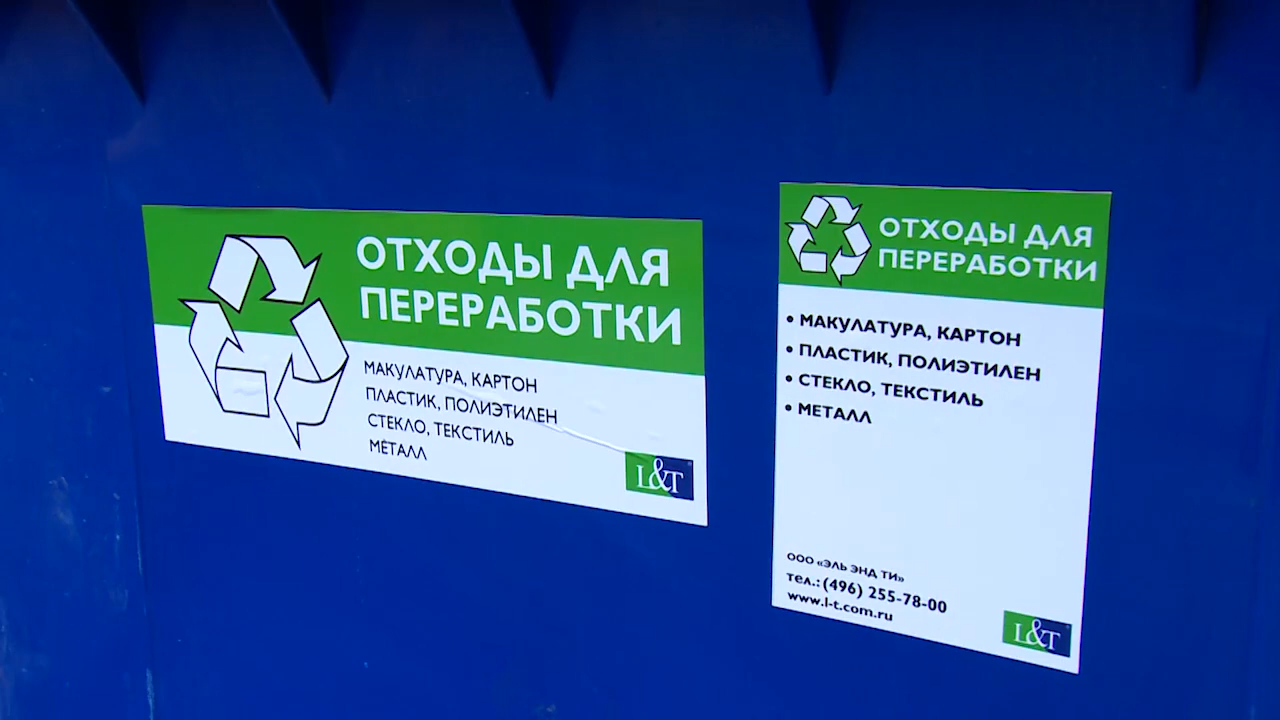 ОТХОДЫ ДЛЯ
ПЕРЕРАБОТКИ
МАКУЛАТУРА, КАРТОН
ПЛАСТИК, ПОЛИЭТИЛЕН
СТЕКЛО, ТЕКСТИЛЬ
МЕТАЛЛ
L&T
ОТХОДЫ ДЛЯ
ПЕРЕРАБОТКИ
• МАКУЛАТУРА, КАРТОН
• ПЛАСТИК, ПОЛИЭТИЛЕН
• СТЕКЛО, ТЕКСТИЛЬ
• МЕТАЛЛ
ООО «ЭЛЬ ЭНД ТИ»
тел.: (496) 255-78-00
www.l-t.com.ru
L&T